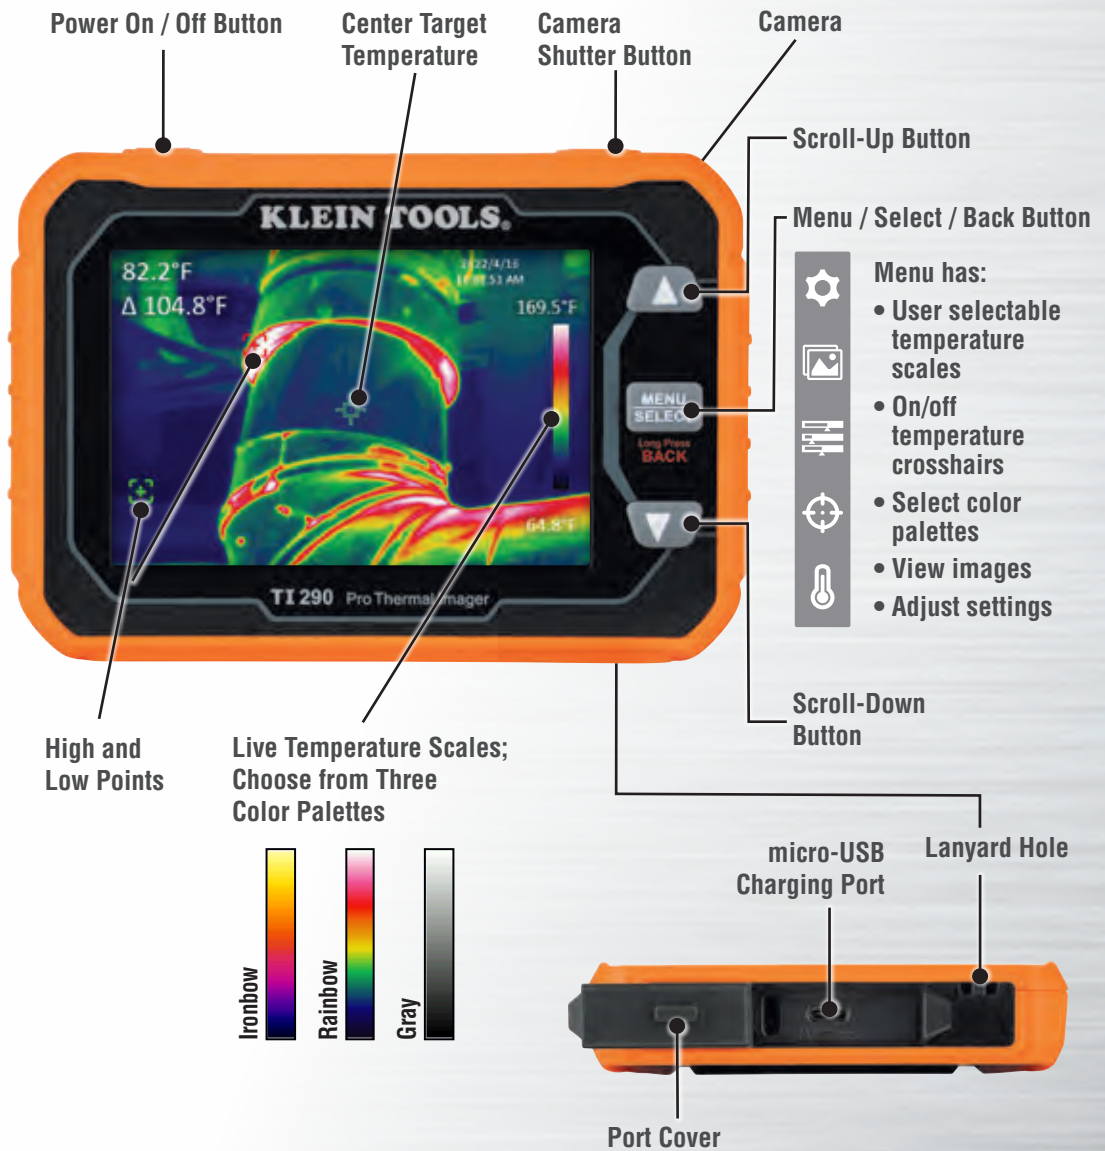 Power On / Off Button
Center Target
Temperature
Camera
Shutter Button
Camera
Scroll-Up Button
Menu / Select / Back Button
Menu has:
• User selectable
temperature
scales
• On/off
temperature
crosshairs
• Select color
palettes
• View images
• Adjust settings
Scroll-Down
Button
KLEIN TOOLS®
82.2°F
Δ 104.8°F
AM
169.5°F
64.8°F
MENU
SELECT
Long Press
BACK
TI 290 Pro Thermal Imager
High and
Low Points
Live Temperature Scales;
Choose from Three
Color Palettes
Ironbow
Rainbow
Gray
micro-USB
Charging Port
Lanyard Hole
Port Cover